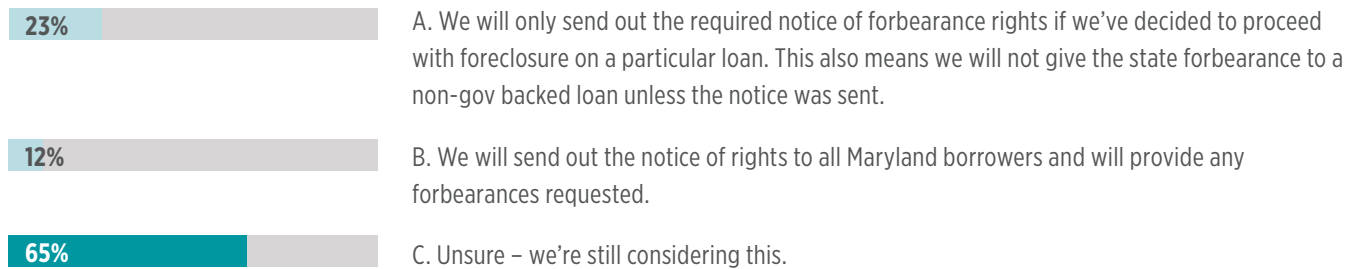 23%
A. We will only send out the required notice of forbearance rights if we've decided to proceed
with foreclosure on a particular loan. This also means we will not give the state forbearance to a
non-gov backed loan unless the notice was sent.
12%
B. We will send out the notice of rights to all Maryland borrowers and will provide any
forbearances requested.
65%
C. Unsure – we're still considering this.